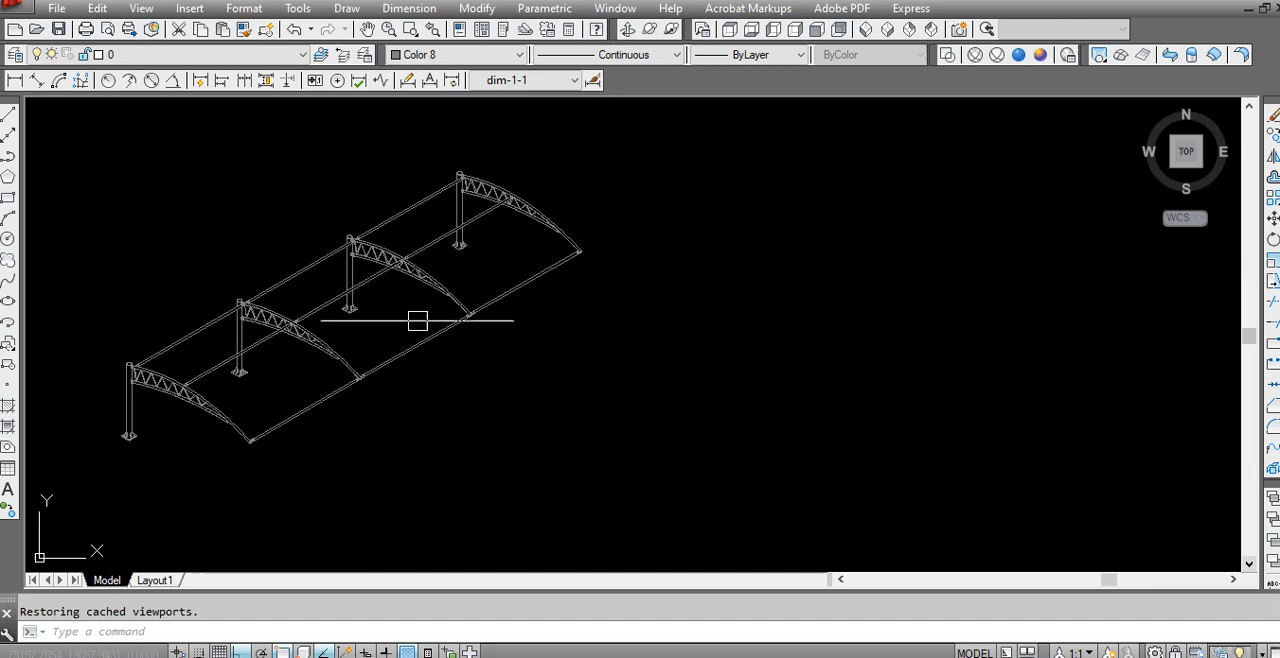 File Edit View Insert Format Tools Draw Dimension Modify Parametric Window Help Acrobat Markups Adobe PDF Express
0 Color 8 Continuous ByLayer ByColor
dim-1-1
N
W TOP E
S
WCS
Y
X
Model Layout1
Restoring cached viewports.
Type a command
MODEL 1:1